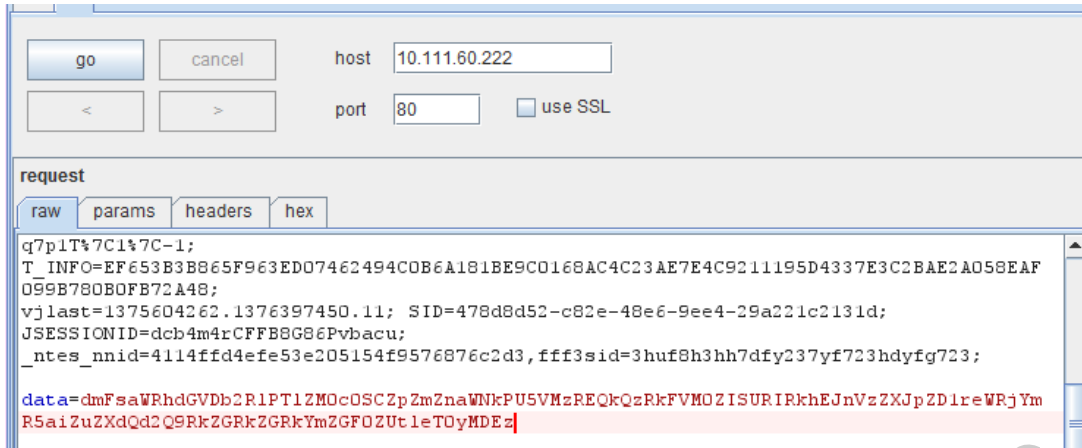 go
cancel
host
10.111.60.222
<
>
port
80
use SSL
request
raw
params
headers
hex
q7p1T%7C1%7C-1;
T_INFO=EF653B3B865F963ED07462494C0B6A181BE9C0168AC4C23AE7E4C9211195D4337E3C2BAE2A058EAF
099B780B0FB72A48;
vjlast=1375604262.1376397450.11; SID=478d8d52-c82e-48e6-9ee4-29a221c2131d;
JSESSIONID=dcb4m4rCFFB8G86Pvbacu;
_ntes_nnid=4114ffd4efe53e205154f9576876c2d3,fff3sid=3huf8h3hh7dfy237yf723hdyfg723;
data=dmFsaWRhdGVDb2RlPTlZM0c0SCZpZmZnaWNkPU5VMzREQkQzRkFVM0ZISURIRkhEJnVzZXJpZD1reWRjYm
R5aiZuZXdQd2Q9RkZGRkZGRkYmZGF0ZUtleT0yMDEz